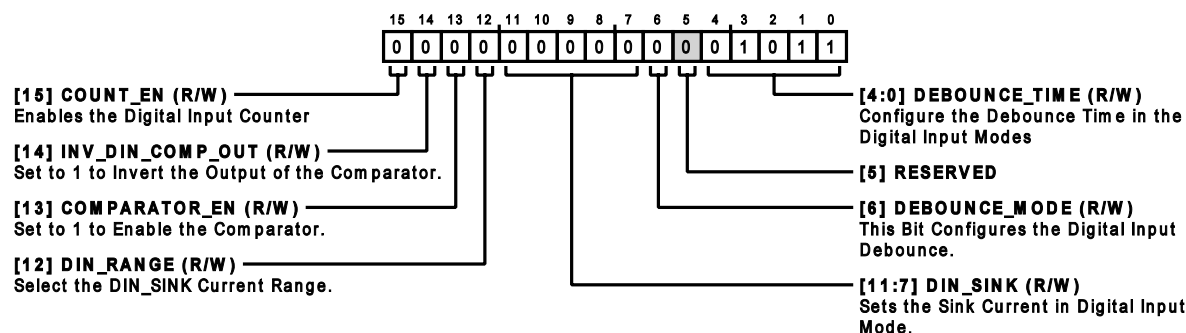 15 14 13 12 11 10 9 8 7 6 5 4 3 2 1 0
0 0 0 0 0 0 0 0 0 0 0 0 1 0 1 1
[15] COUNT_EN (R/W)
Enables the Digital Input Counter
[14] INV_DIN_COMP_OUT (R/W)
Set to 1 to Invert the Output of the Comparator.
[13] COMPARATOR_EN (R/W)
Set to 1 to Enable the Comparator.
[12] DIN_RANGE (R/W)
Select the DIN_SINK Current Range.
[4:0] DEBOUNCE_TIME (R/W)
Configure the Debounce Time in the
Digital Input Modes
[5] RESERVED
[6] DEBOUNCE_MODE (R/W)
This Bit Configures the Digital Input
Debounce.
[11:7] DIN_SINK (R/W)
Sets the Sink Current in Digital Input
Mode.